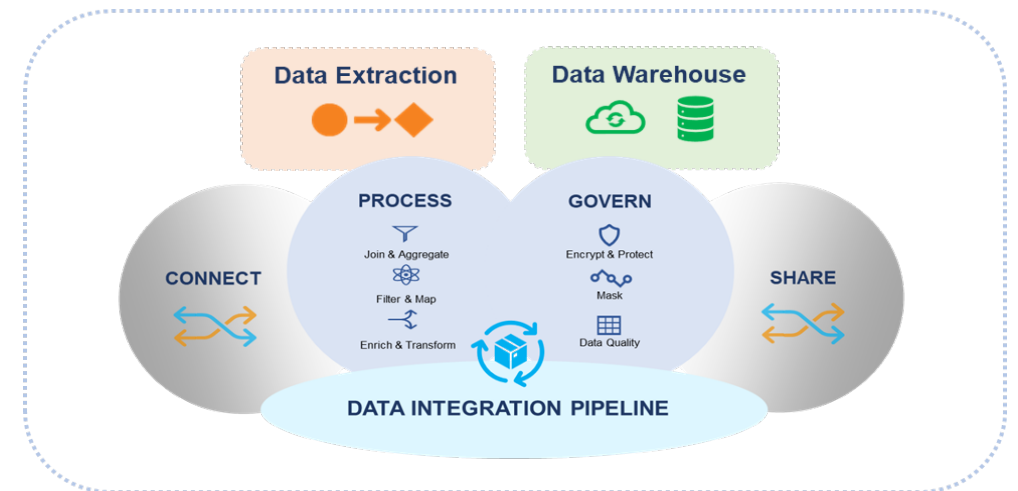 Data Extraction
Data Warehouse
PROCESS
Join & Aggregate
Filter & Map
Enrich & Transform
GOVERN
Encrypt & Protect
Mask
Data Quality
CONNECT
SHARE
DATA INTEGRATION PIPELINE